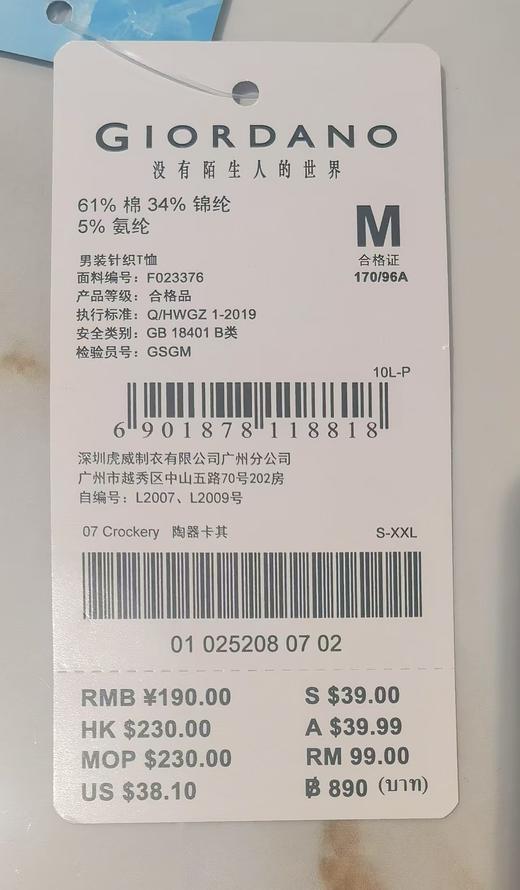 GIORDANO
没有陌生人的世界
61% 棉 34% 锦纶
5% 氨纶
M
合格证
170/96A
男装针织T恤
面料编号：F023376
产品等级：合格品
执行标准：Q/HWGZ 1-2019
安全类别：GB 18401 B类
检验员号：GSGM
10L-P
6 901878 118818
深圳虎威制衣有限公司广州分公司
广州市越秀区中山五路70号202房
自编号：L2007、L2009号
07 Crockery 陶器卡其 S-XXL
01 025208 07 02
RMB ¥190.00 S $39.00
HK $230.00 A $39.99
MOP $230.00 RM 99.00
US $38.10 ฿ 890 (บาท)